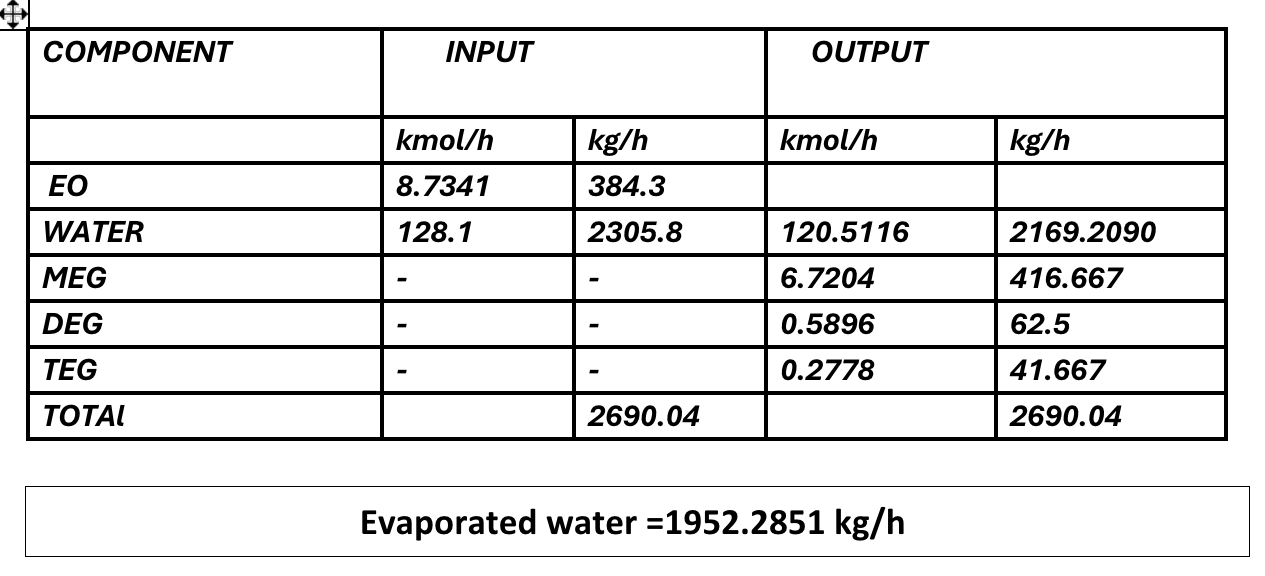 COMPONENT INPUT OUTPUT
kmol/h kg/h kmol/h kg/h
EO 8.7341 384.3
WATER 128.1 2305.8 120.5116 2169.2090
MEG - - 6.7204 416.667
DEG - - 0.5896 62.5
TEG - - 0.2778 41.667
TOTAl 2690.04 2690.04
Evaporated water =1952.2851 kg/h